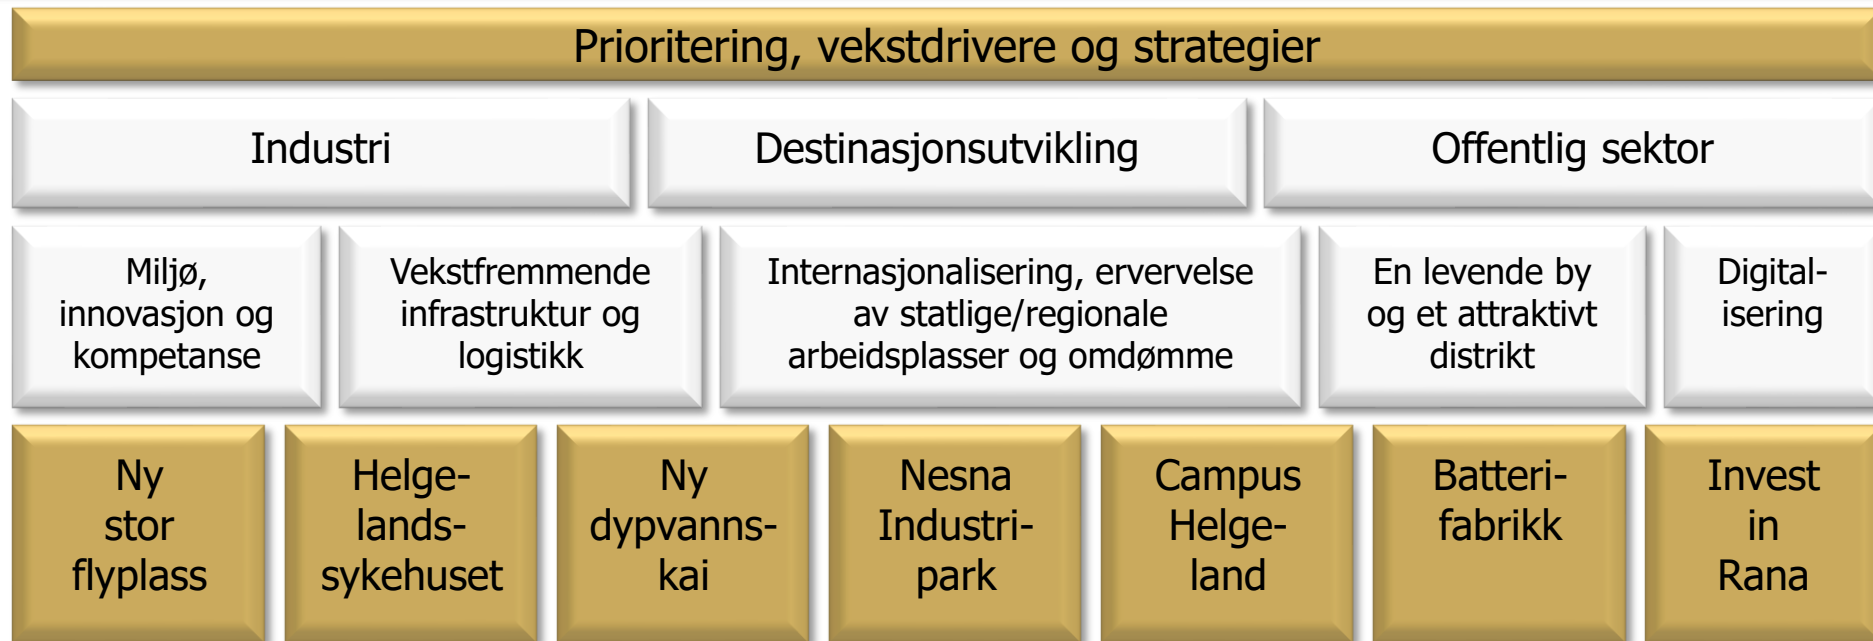 Prioritering, vekstdrivere og strategier
Industri
Destinasjonsutvikling
Offentlig sektor
Miljø,
innovasjon og
kompetanse
Vekstfremmende
infrastruktur og
logistikk
Internasjonalisering, ervervelse
av statlige/regionale
arbeidsplasser og omdømme
En levende by
og et attraktivt
distrikt
Digital-
isering
Ny
stor
flyplass
Helge-
lands-
sykehuset
Ny
dypvanns-
kai
Nesna
Industri-
park
Campus
Helge-
land
Batteri-
fabrikk
Invest
in
Rana